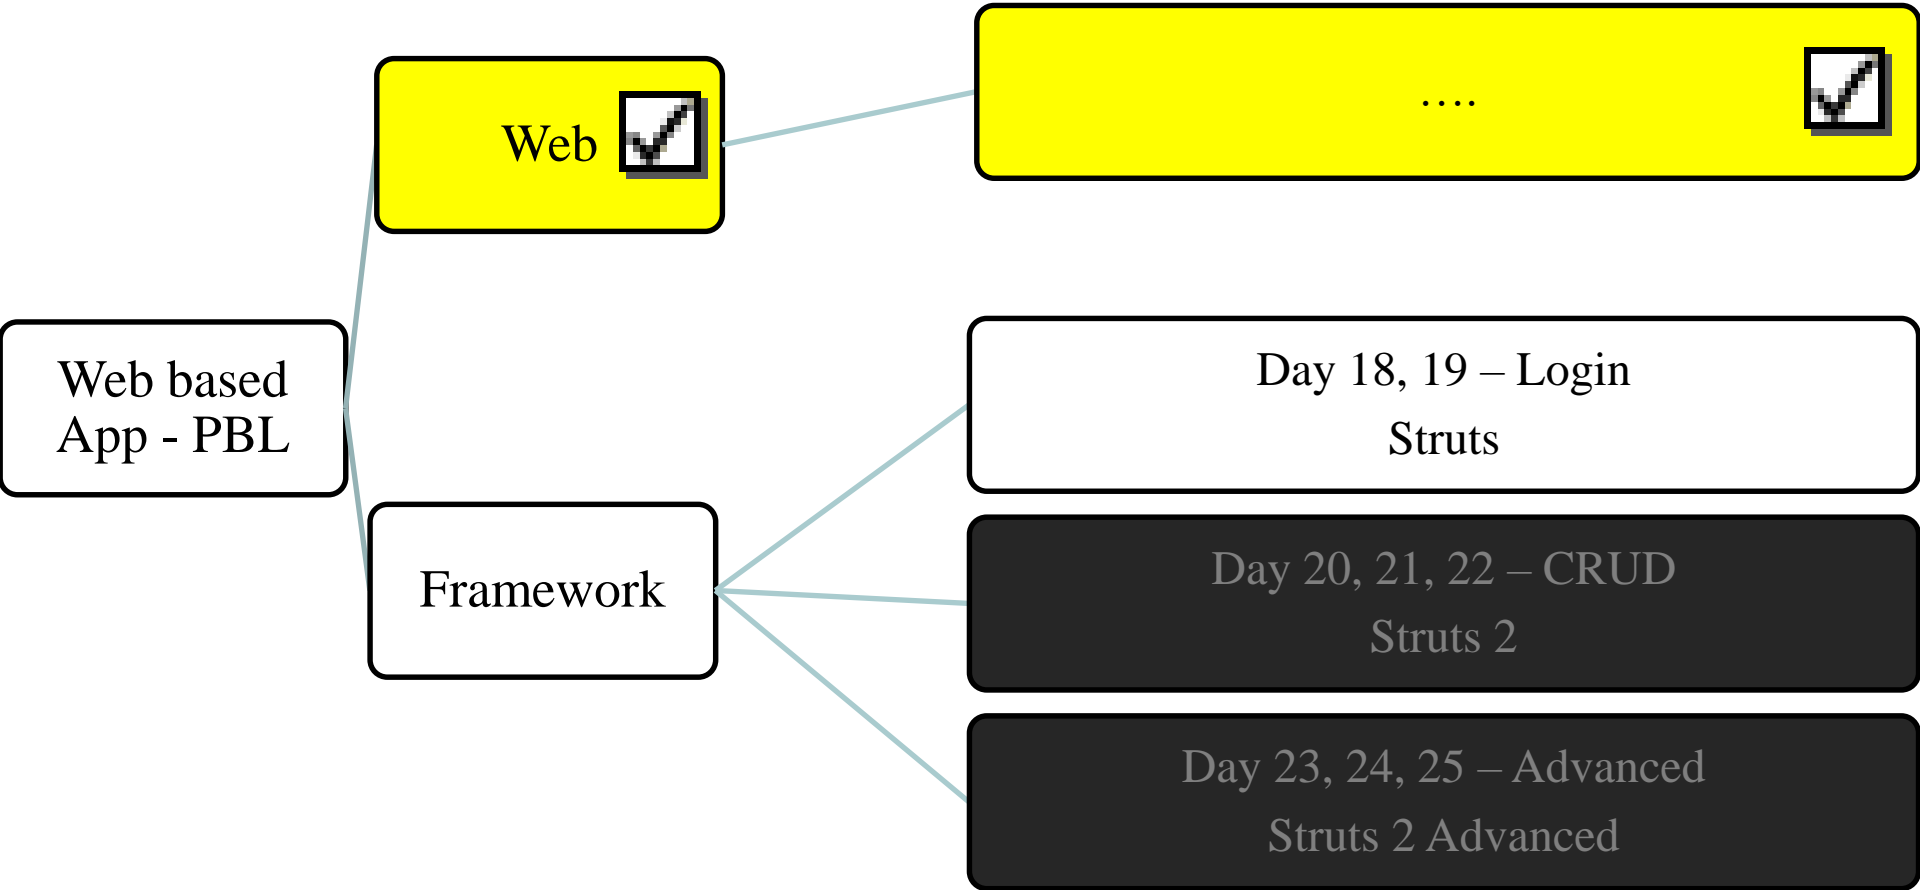 Web
….
Web based
App - PBL
Day 18, 19 – Login
Struts
Framework
Day 20, 21, 22 – CRUD
Struts 2
Day 23, 24, 25 – Advanced
Struts 2 Advanced